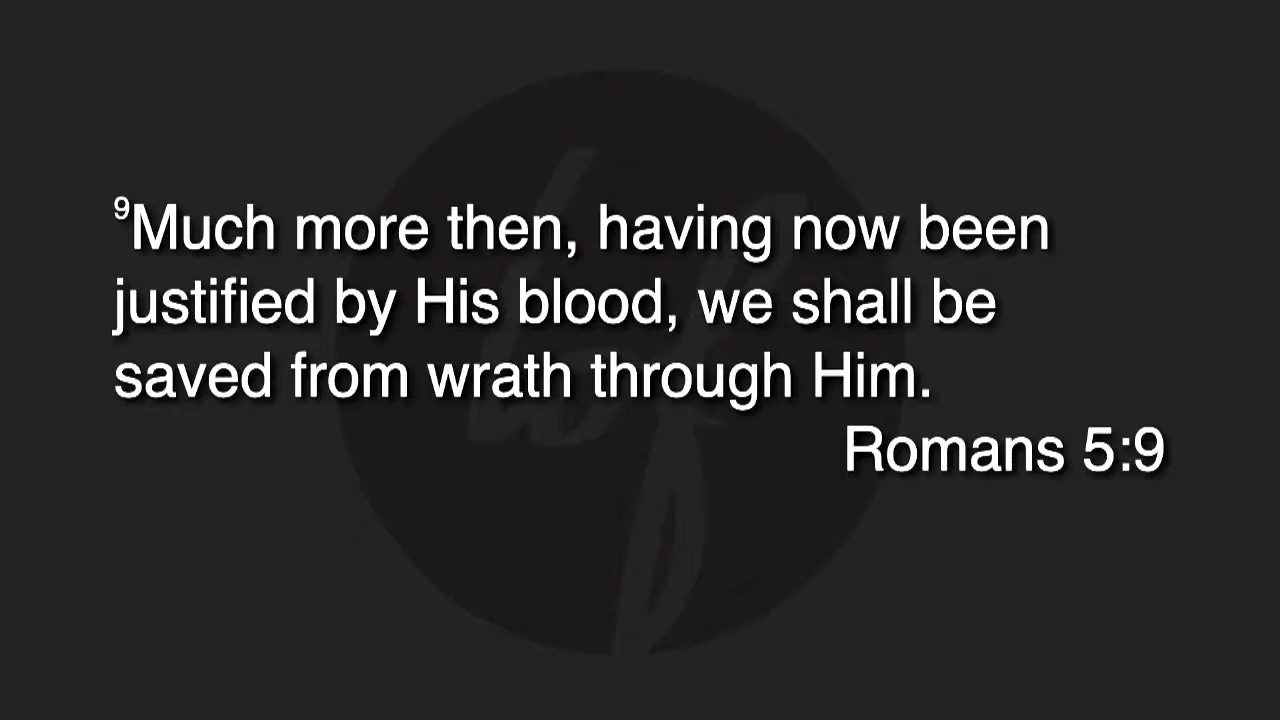 ⁹Much more then, having now been
justified by His blood, we shall be
saved from wrath through Him.
Romans 5:9